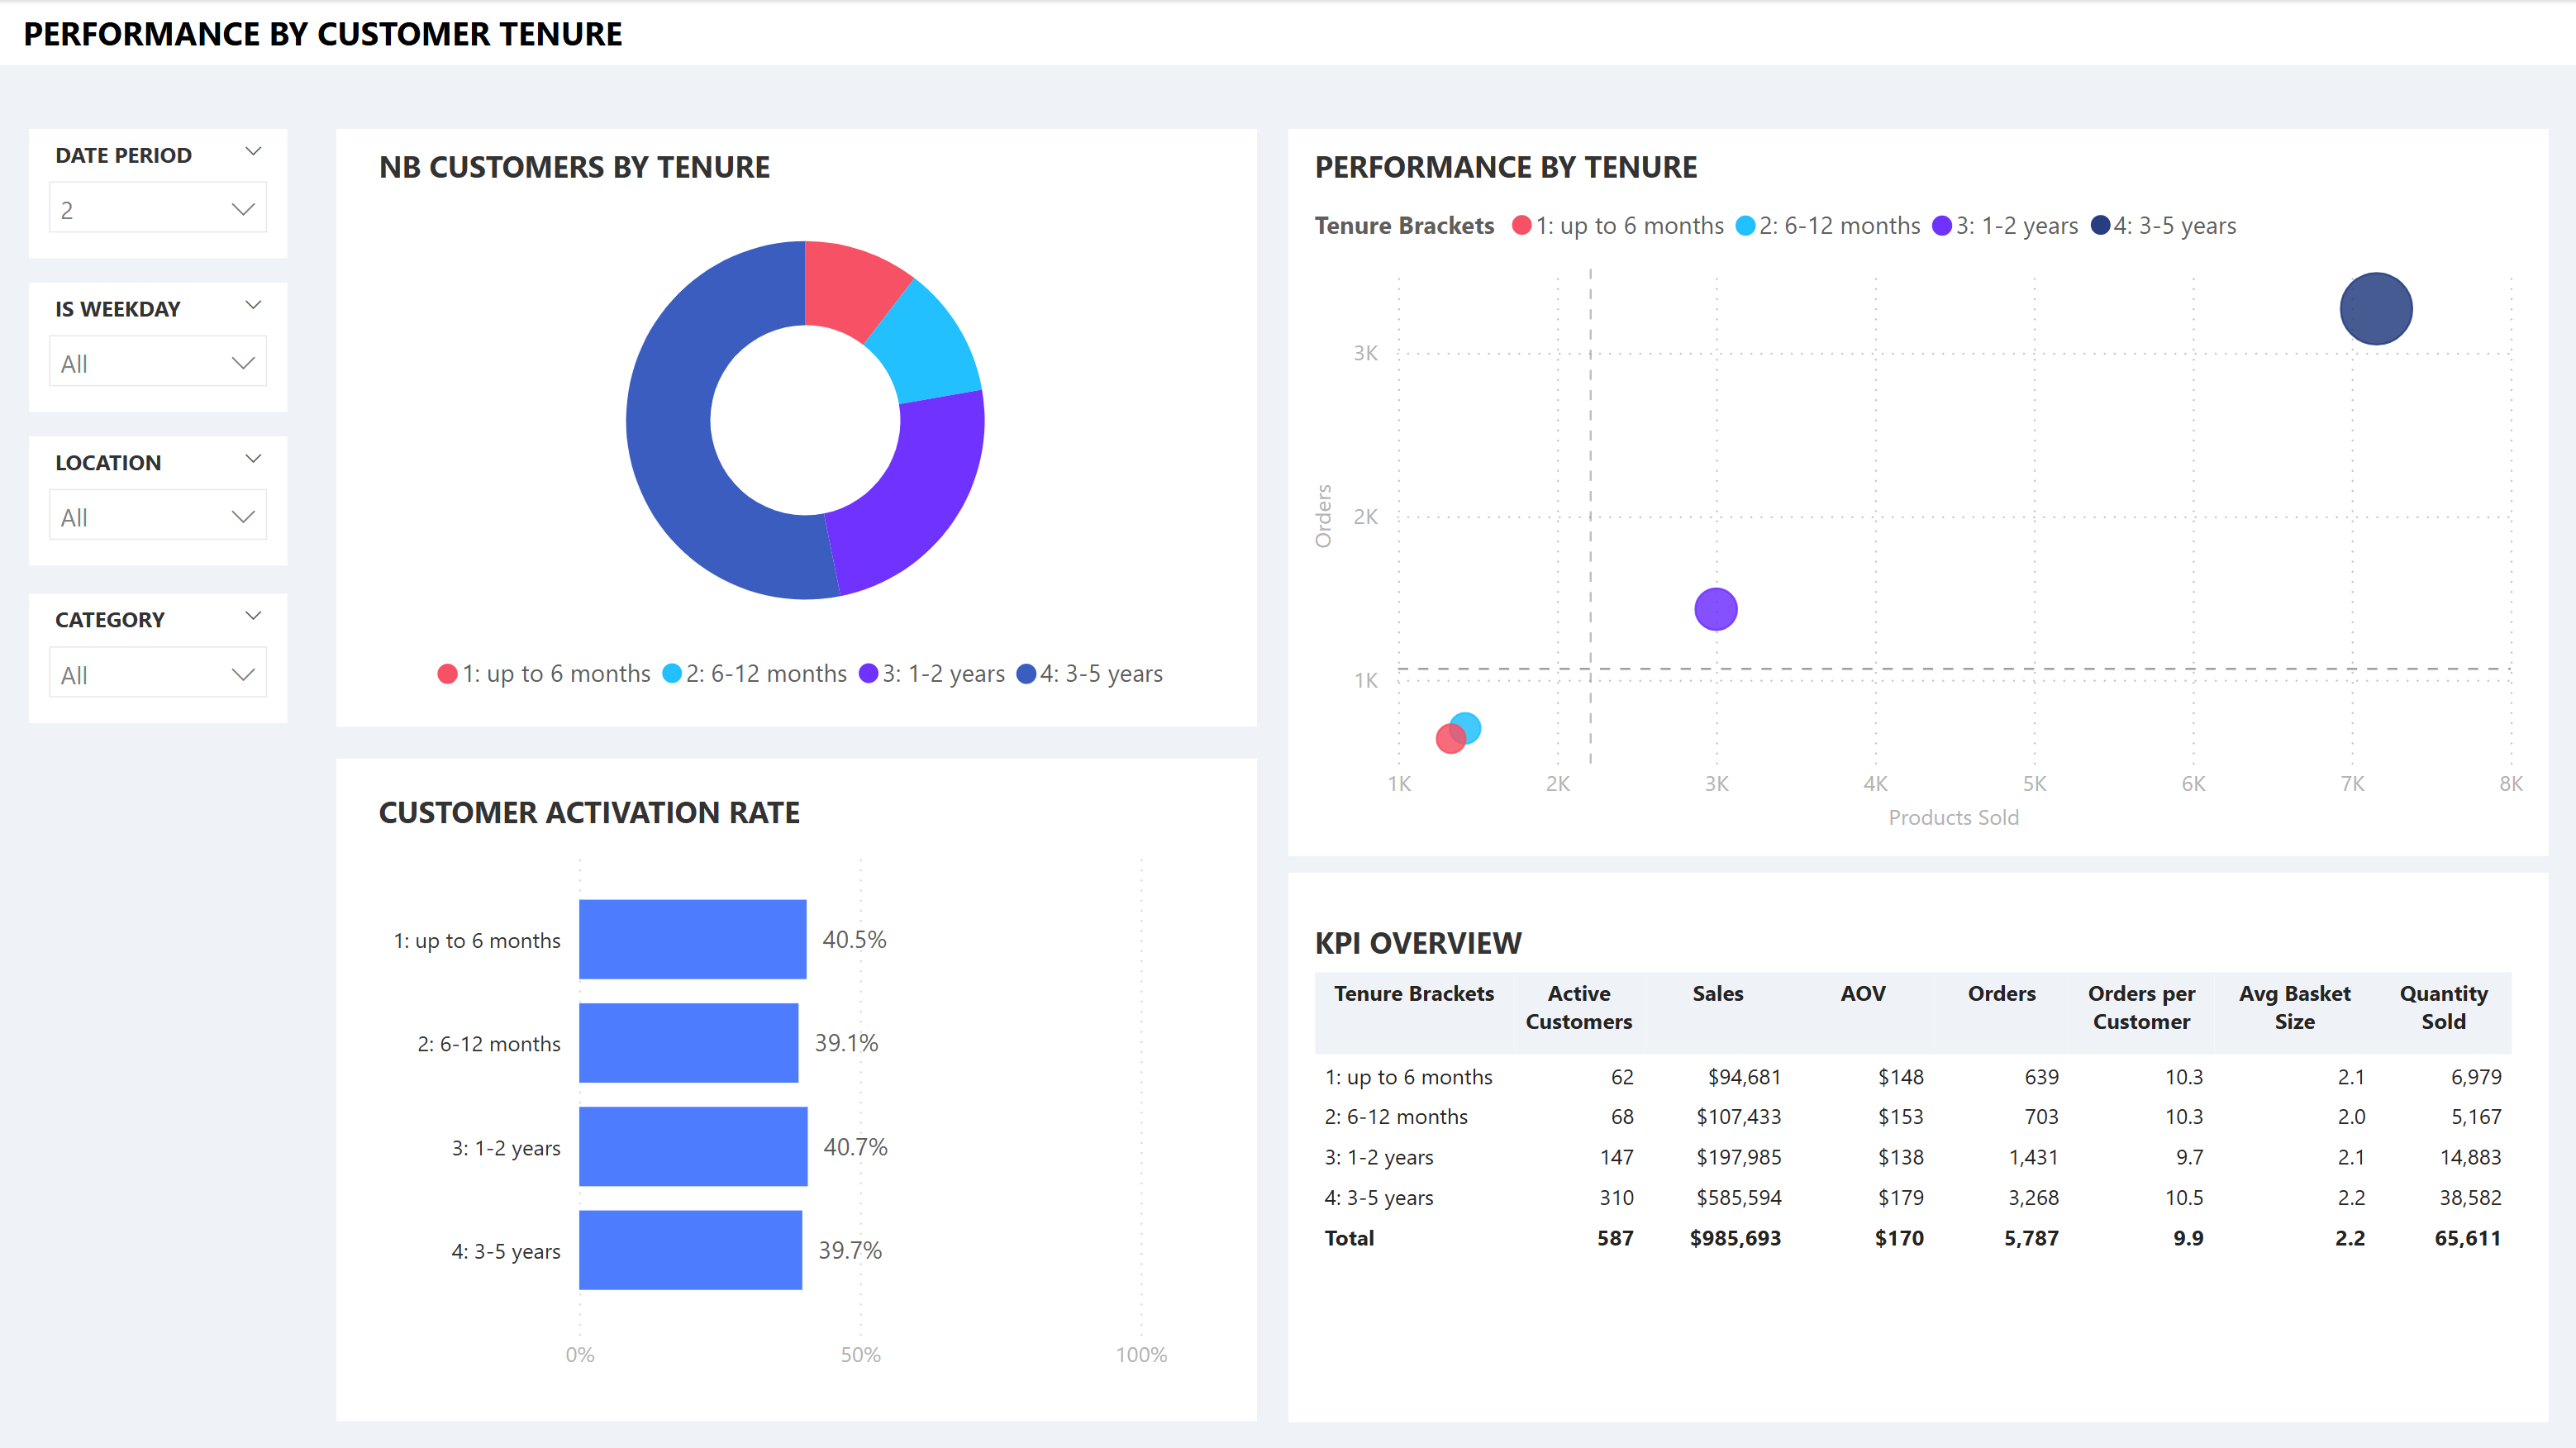 PERFORMANCE BY CUSTOMER TENURE
DATE PERIOD
2
IS WEEKDAY
All
LOCATION
All
CATEGORY
All
NB CUSTOMERS BY TENURE
1: up to 6 months 2: 6-12 months 3: 1-2 years 4: 3-5 years
CUSTOMER ACTIVATION RATE
1: up to 6 months 40.5%
2: 6-12 months 39.1%
3: 1-2 years 40.7%
4: 3-5 years 39.7%
0% 50% 100%
PERFORMANCE BY TENURE
Tenure Brackets 1: up to 6 months 2: 6-12 months 3: 1-2 years 4: 3-5 years
Orders
3K
2K
1K
1K 2K 3K 4K 5K 6K 7K 8K
Products Sold
KPI OVERVIEW
Tenure Brackets Active Sales AOV Orders Orders per Avg Basket Quantity
Customers Customer Size Sold
1: up to 6 months 62 $94,681 $148 639 10.3 2.1 6,979
2: 6-12 months 68 $107,433 $153 703 10.3 2.0 5,167
3: 1-2 years 147 $197,985 $138 1,431 9.7 2.1 14,883
4: 3-5 years 310 $585,594 $179 3,268 10.5 2.2 38,582
Total 587 $985,693 $170 5,787 9.9 2.2 65,611